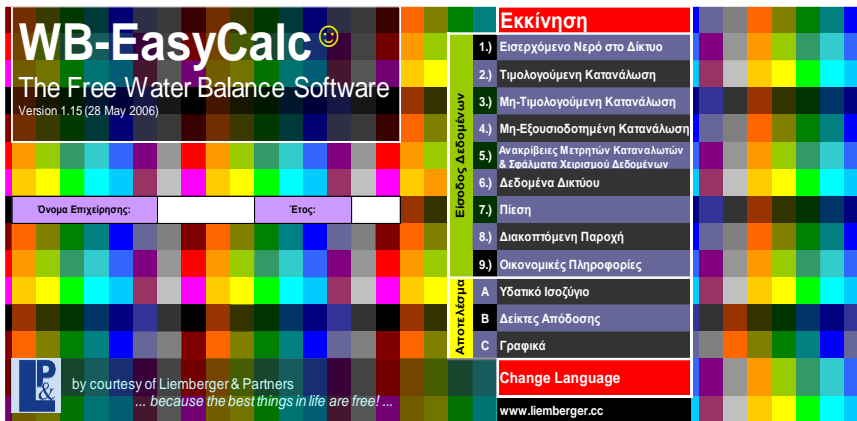 WB-EasyCalc
The Free Water Balance Software
Version 1.15 (28 May 2006)
Όνομα Επιχείρησης:
Έτος:
L&P
by courtesy of Liemberger & Partners
... because the best things in life are free! ...
Εκκίνηση
Είσοδος Δεδομένων
1.) Εισερχόμενο Νερό στο Δίκτυο
2.) Τιμολογούμενη Κατανάλωση
3.) Μη-Τιμολογούμενη Κατανάλωση
4.) Μη-Εξουσιοδοτημένη Κατανάλωση
5.) Ανακρίβειες Μετρητών Καταναλωτών
& Σφάλματα Χειρισμού Δεδομένων
6.) Δεδομένα Δικτύου
7.) Πίεση
8.) Διακοπτόμενη Παροχή
9.) Οικονομικές Πληροφορίες
Αποτελέσμα
A Υδατικό Ισοζύγιο
B Δείκτες Απόδοσης
C Γραφικά
Change Language
www.liemberger.cc